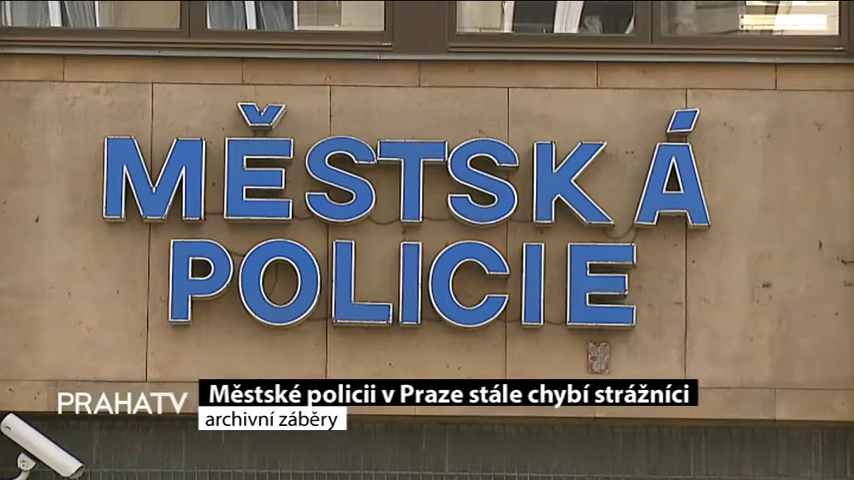 MĚSTSKÁ
POLICIE
PRAHATV
Městské policii v Praze stále chybí strážníci
archivní záběry